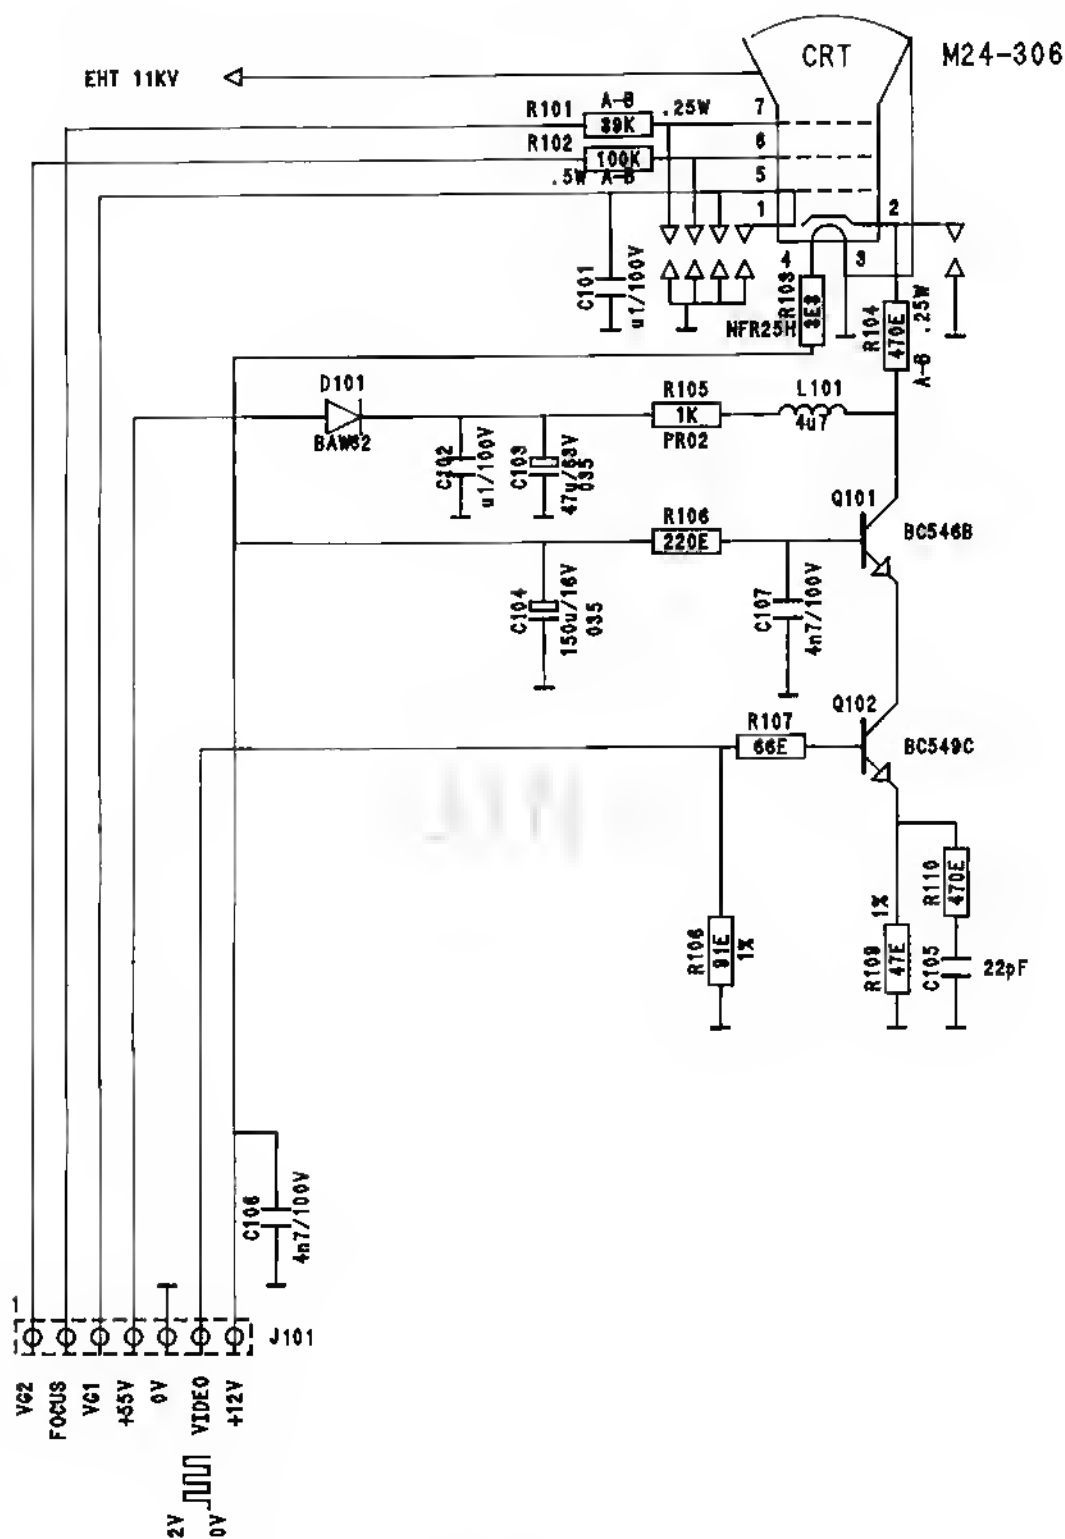 CRT
M24-306
EHT 11KV
R101
A-B
39K
.25W
7
R102
100K
.5W A-B
6
5
1
2
4
3
C101
u1/100V
R103
3E3
NFR25H
R104
470E
.25W
A-B
D101
BAW62
R105
1K
PR02
L101
4u7
C102
u1/100V
C103
47u/63V
035
Q101
BC546B
R106
220E
C104
150u/16V
035
C107
4n7/100V
Q102
BC549C
R107
66E
R106
91E
1%
1%
R109
47E
R110
470E
C105
22pF
C106
4n7/100V
1
J101
VG2
FOCUS
VG1
+55V
0V
VIDEO
+12V
2V
0V